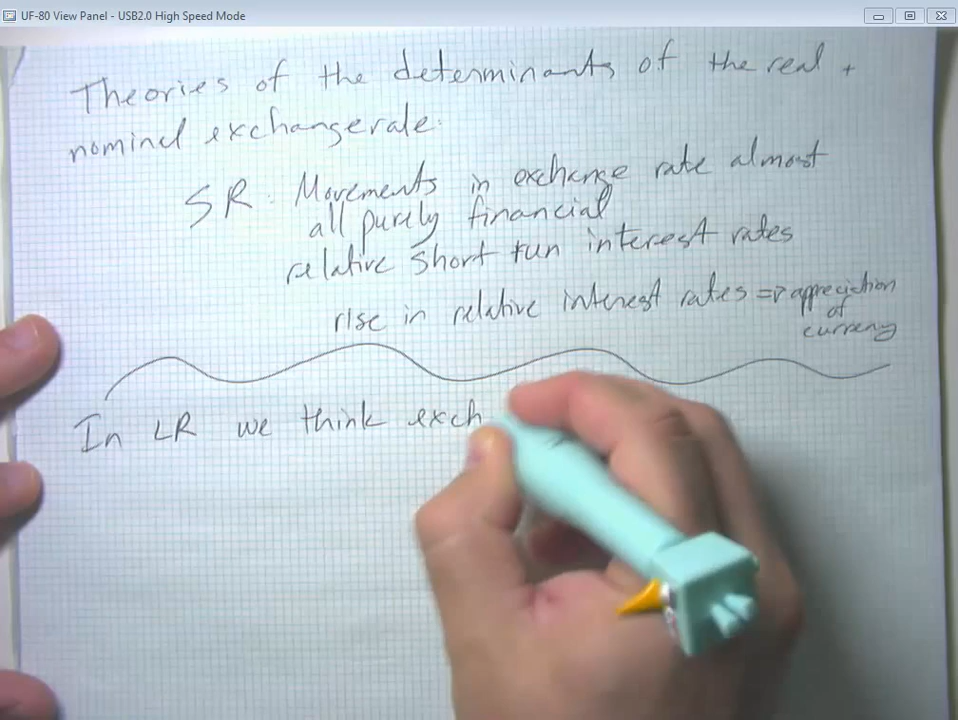 UF-80 View Panel - USB2.0 High Speed Mode
Theories of the determinants of the real +
nominal exchange rate:
SR: Movements in exchange rate almost
all purely financial
relative short run interest rates
rise in relative interest rates => appreciation
of
currency
In LR we think exch